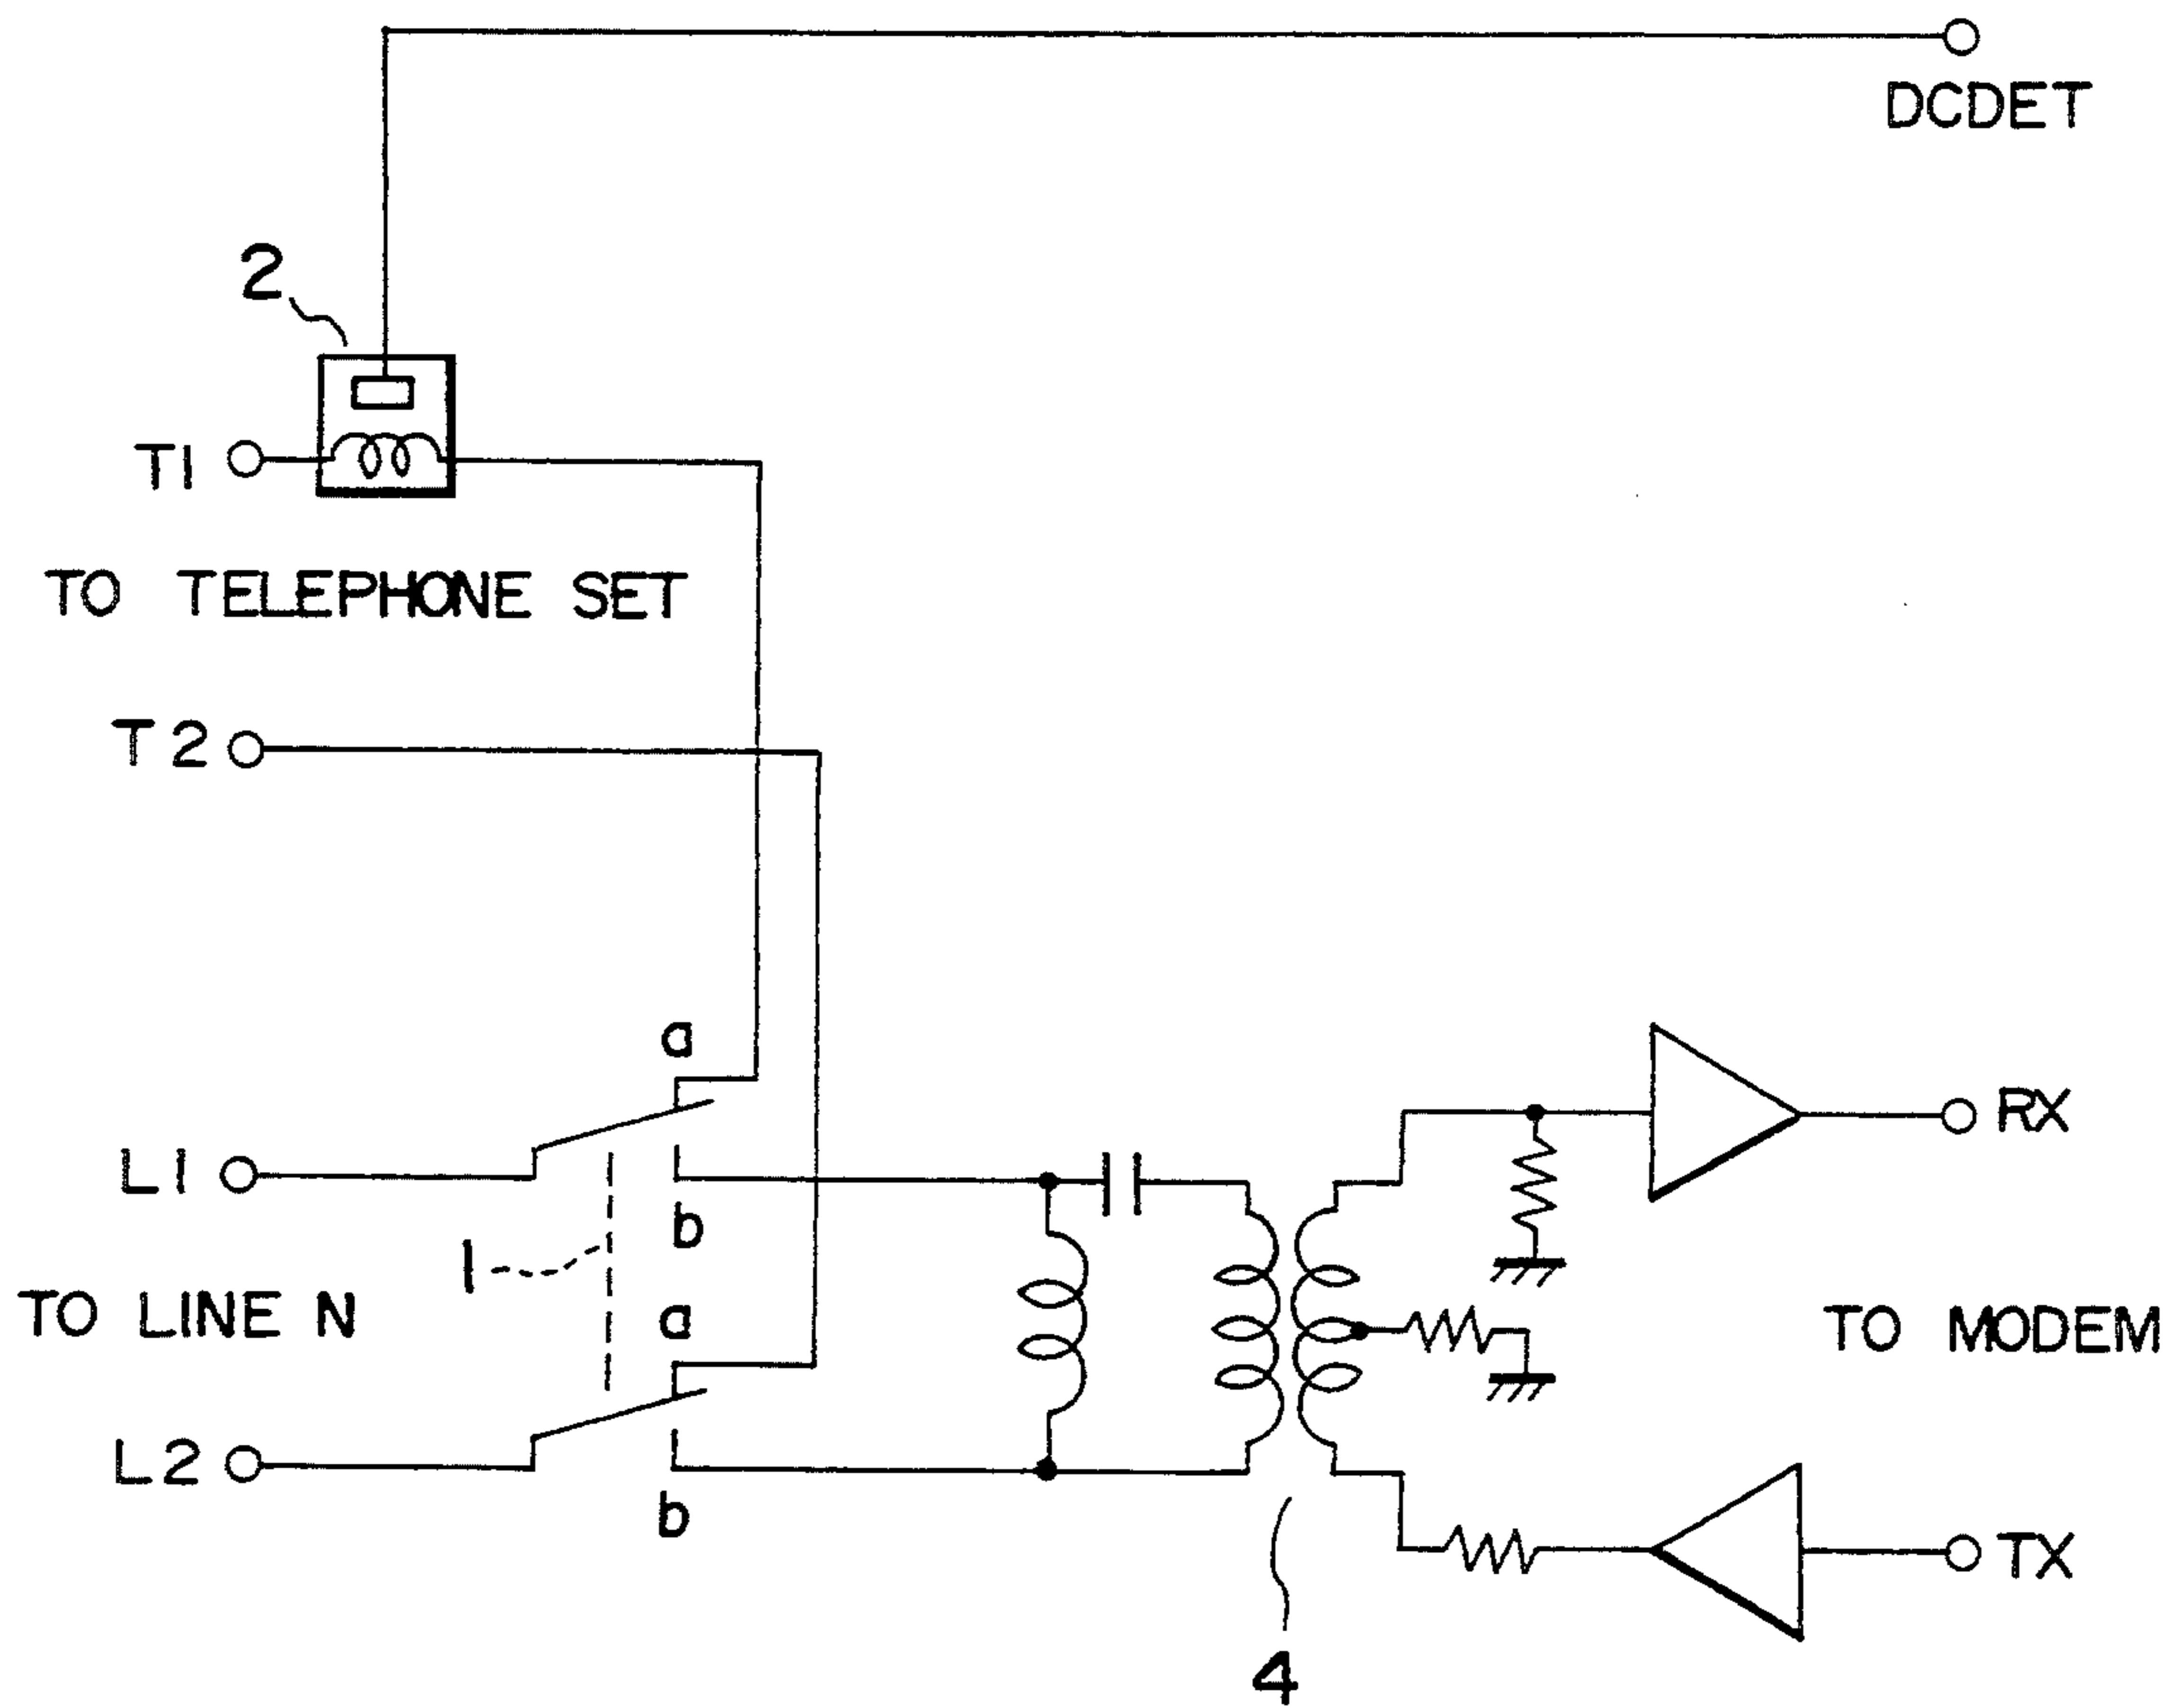 DCDET
2
T1
TO TELEPHONE SET
T2
a
L1
RX
b
1
TO LINE N
a
TO MODEM
L2
b
TX
4